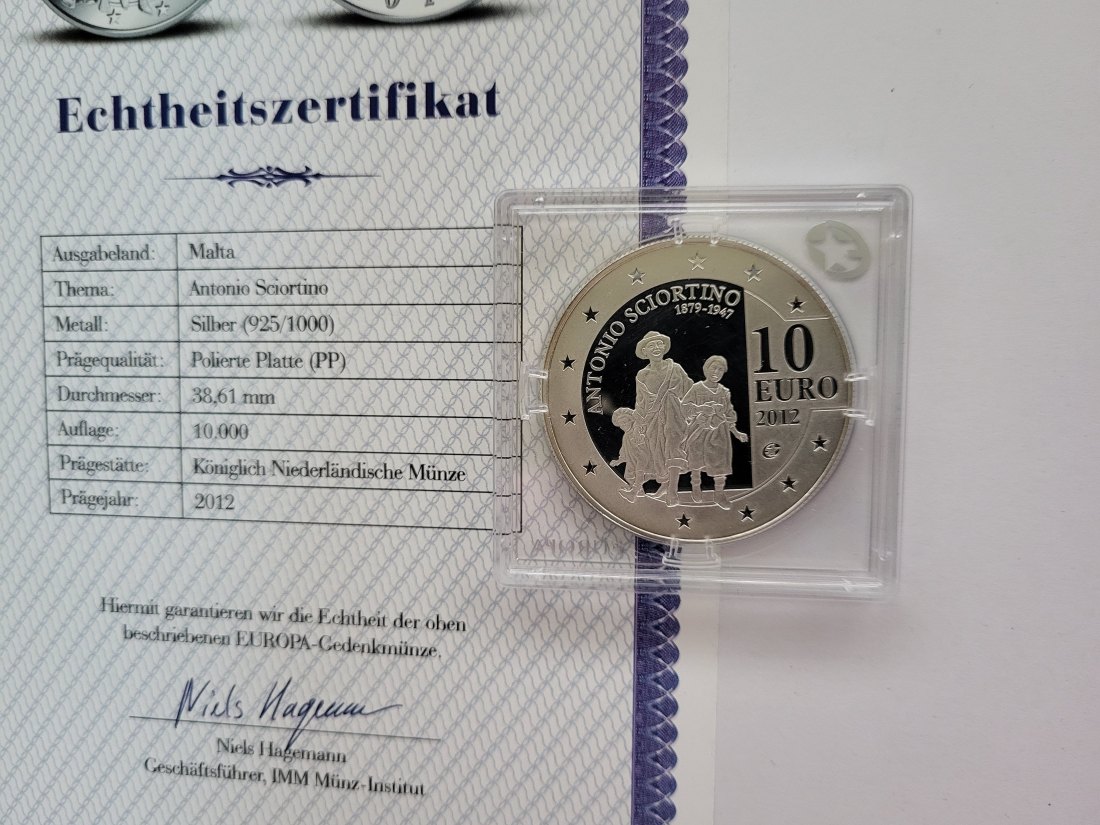 Echtheitszertifikat
Ausgabeland: Malta
Thema: Antonio Sciortino
Metall: Silber (925/1000)
Prägequalität: Polierte Platte (PP)
Durchmesser: 38,61 mm
Auflage: 10.000
Prägestätte: Königlich Niederländische Münze
Prägejahr: 2012
Hiermit garantieren wir die Echtheit der oben
beschriebenen EUROPA-Gedenkmünze.
Niels Hagemann
Niels Hagemann
Geschäftsführer, IMM Münz-Institut
ANTONIO SCIORTINO
1879-1947
10
EURO
2012
€